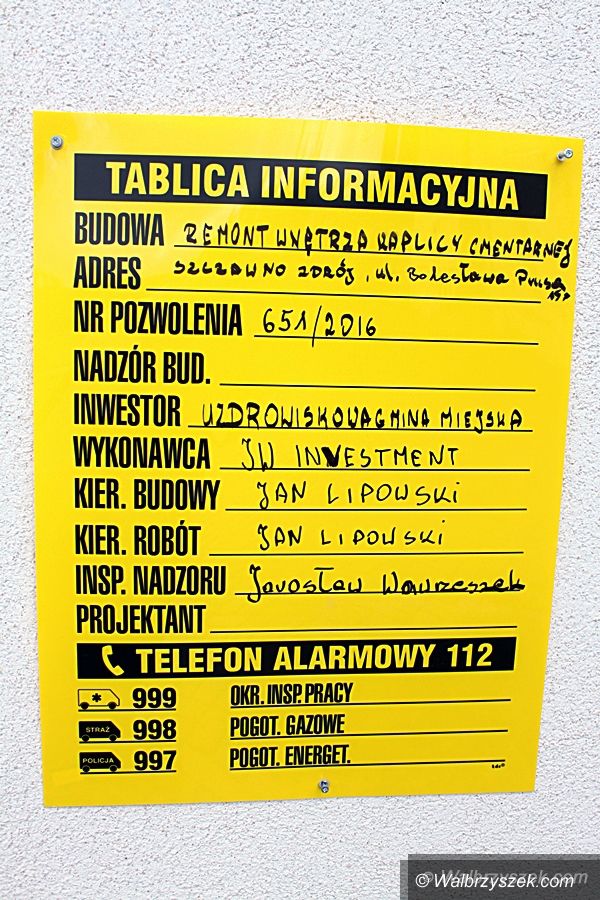 TABLICA INFORMACYJNA
BUDOWA REMONT WNĘTRZA KAPLICY CMENTARNEJ
ADRES SZCZAWNO ZDRÓJ, ul. Bolesława Prusa
NR POZWOLENIA 651/2016
NADZÓR BUD.
INWESTOR UZDROWISKOWA GMINA MIEJSKA
WYKONAWCA JW INVESTMENT
KIER. BUDOWY JAN LIPOWSKI
KIER. ROBÓT JAN LIPOWSKI
INSP. NADZORU Jarosław Wawrzeszek
PROJEKTANT
TELEFON ALARMOWY 112
999 OKR. INSP. PRACY
STRAŻ 998 POGOT. GAZOWE
POLICJA 997 POGOT. ENERGET.
© Walbrzyszek.com